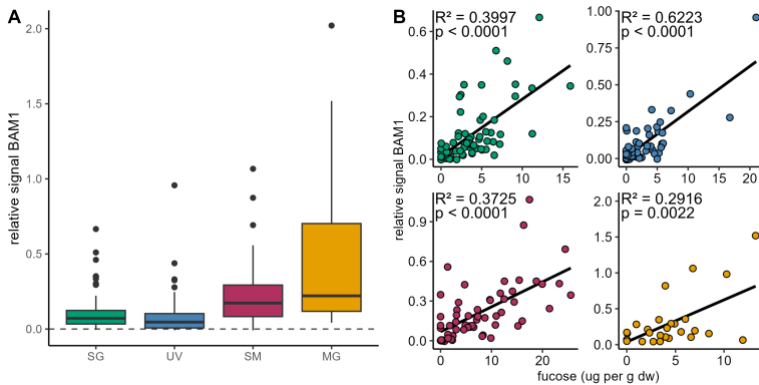 A
relative signal BAM1
2.0
1.5
1.0
0.5
0.0
SG UV SM MG
B
relative signal BAM1
R² = 0.3997
p < 0.0001
0.6
0.4
0.2
0.0
0 5 10 15
R² = 0.6223
p < 0.0001
1.00
0.75
0.50
0.25
0.00
0 5 10 15 20
R² = 0.3725
p < 0.0001
0.9
0.6
0.3
0.0
0 10 20
R² = 0.2916
p = 0.0022
2.0
1.5
1.0
0.5
0.0
0 5 10
fucose (ug per g dw)